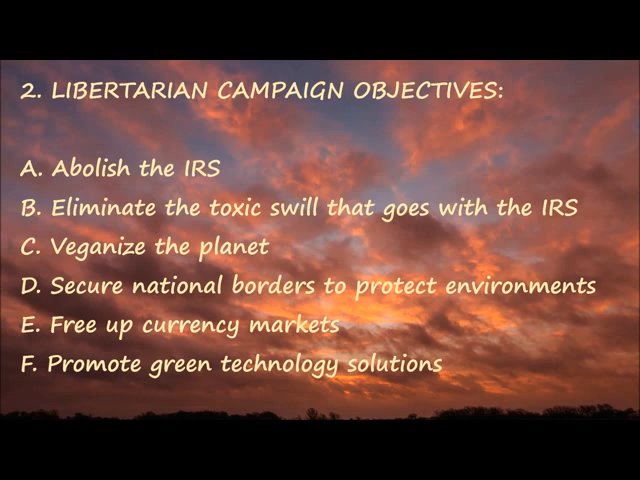 2. LIBERTARIAN CAMPAIGN OBJECTIVES:
A. Abolish the IRS
B. Eliminate the toxic swill that goes with the IRS
C. Veganize the planet
D. Secure national borders to protect environments
E. Free up currency markets
F. Promote green technology solutions